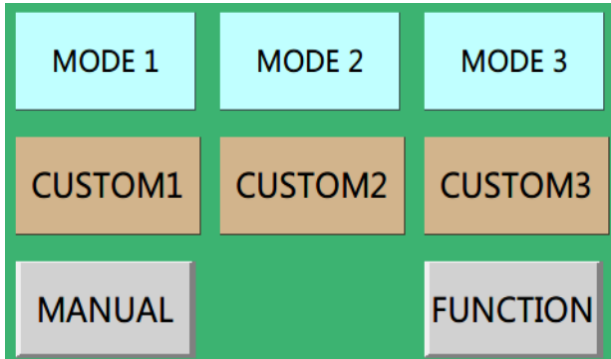 MODE 1 MODE 2 MODE 3
CUSTOM1 CUSTOM2 CUSTOM3
MANUAL FUNCTION